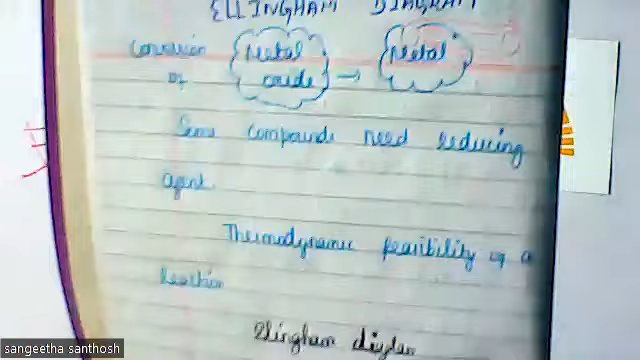 ELLINGHAM DIAGRAM
Conversion Metal → Metal
of oxide
Some compounds need reducing
agent.
Thermodynamic feasibility of a
Reaction
Ellingham
sangeetha santhosh